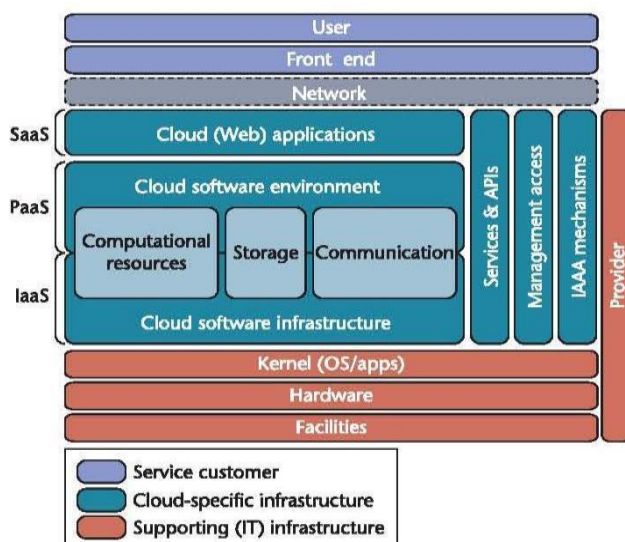 User
Front end
Network
SaaS
Cloud (Web) applications
PaaS
Cloud software environment
Computational
resources
Storage
Communication
IaaS
Cloud software infrastructure
Services & APIs
Management access
IAAA mechanisms
Provider
Kernel (OS/apps)
Hardware
Facilities
Service customer
Cloud-specific infrastructure
Supporting (IT) infrastructure